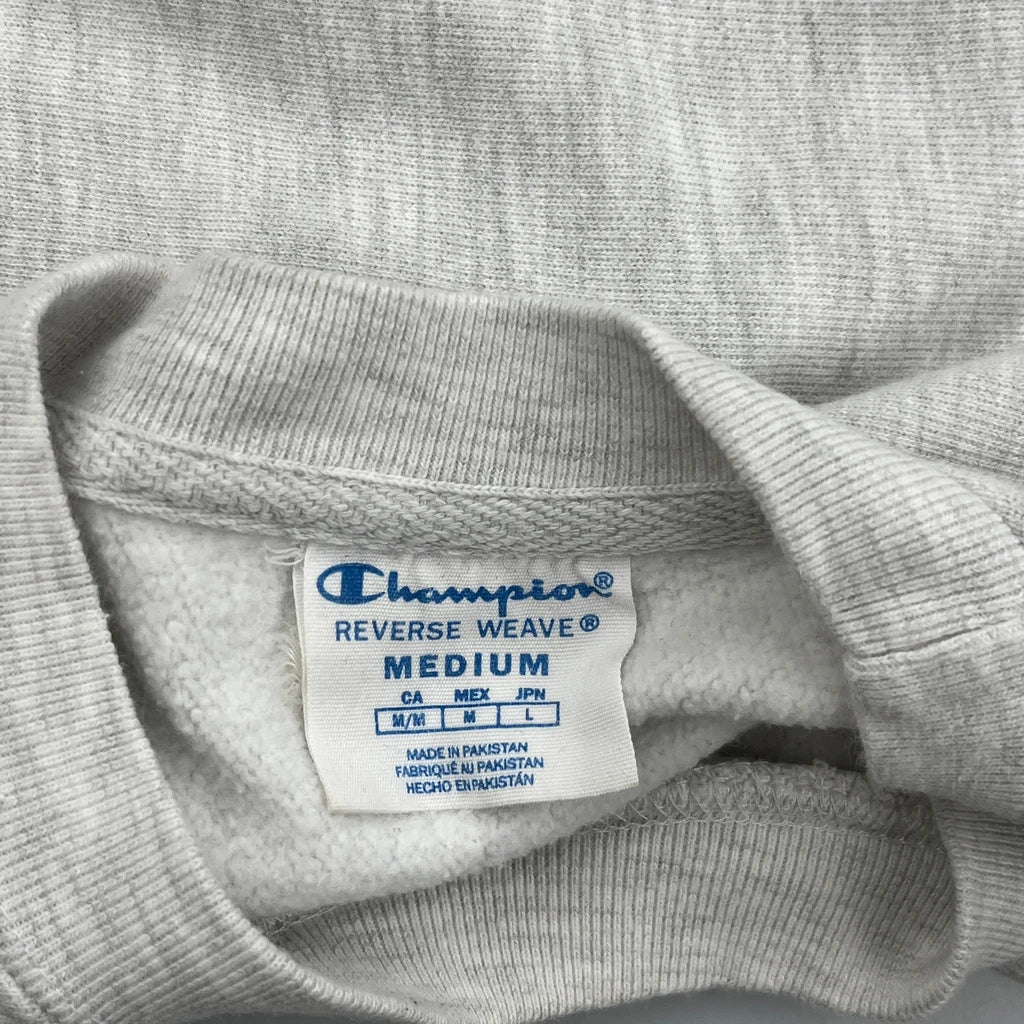 Champion®
REVERSE WEAVE®
MEDIUM
CA MEX JPN
M/M M L
MADE IN PAKISTAN
FABRIQUÉ AU PAKISTAN
HECHO EN PAKISTÁN